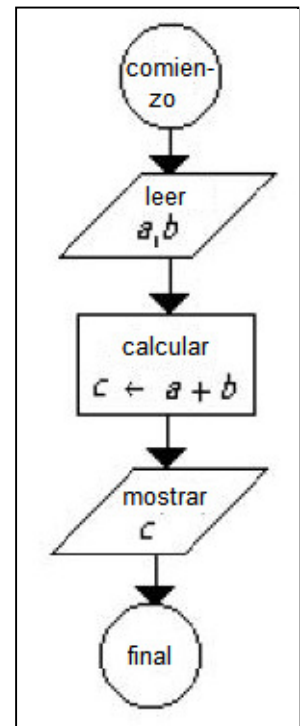 comien-
zo
leer
a, b
calcular
c ← a + b
mostrar
c
final